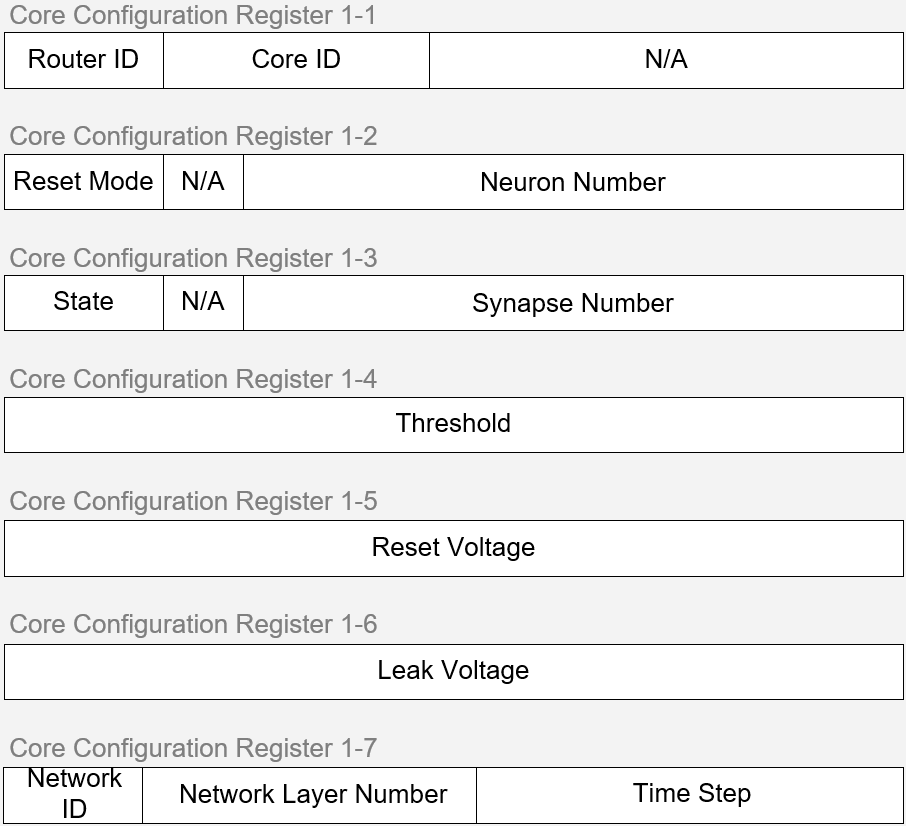 Core Configuration Register 1-1
Router ID Core ID N/A
Core Configuration Register 1-2
Reset Mode N/A Neuron Number
Core Configuration Register 1-3
State N/A Synapse Number
Core Configuration Register 1-4
Threshold
Core Configuration Register 1-5
Reset Voltage
Core Configuration Register 1-6
Leak Voltage
Core Configuration Register 1-7
Network
ID
Network Layer Number
Time Step